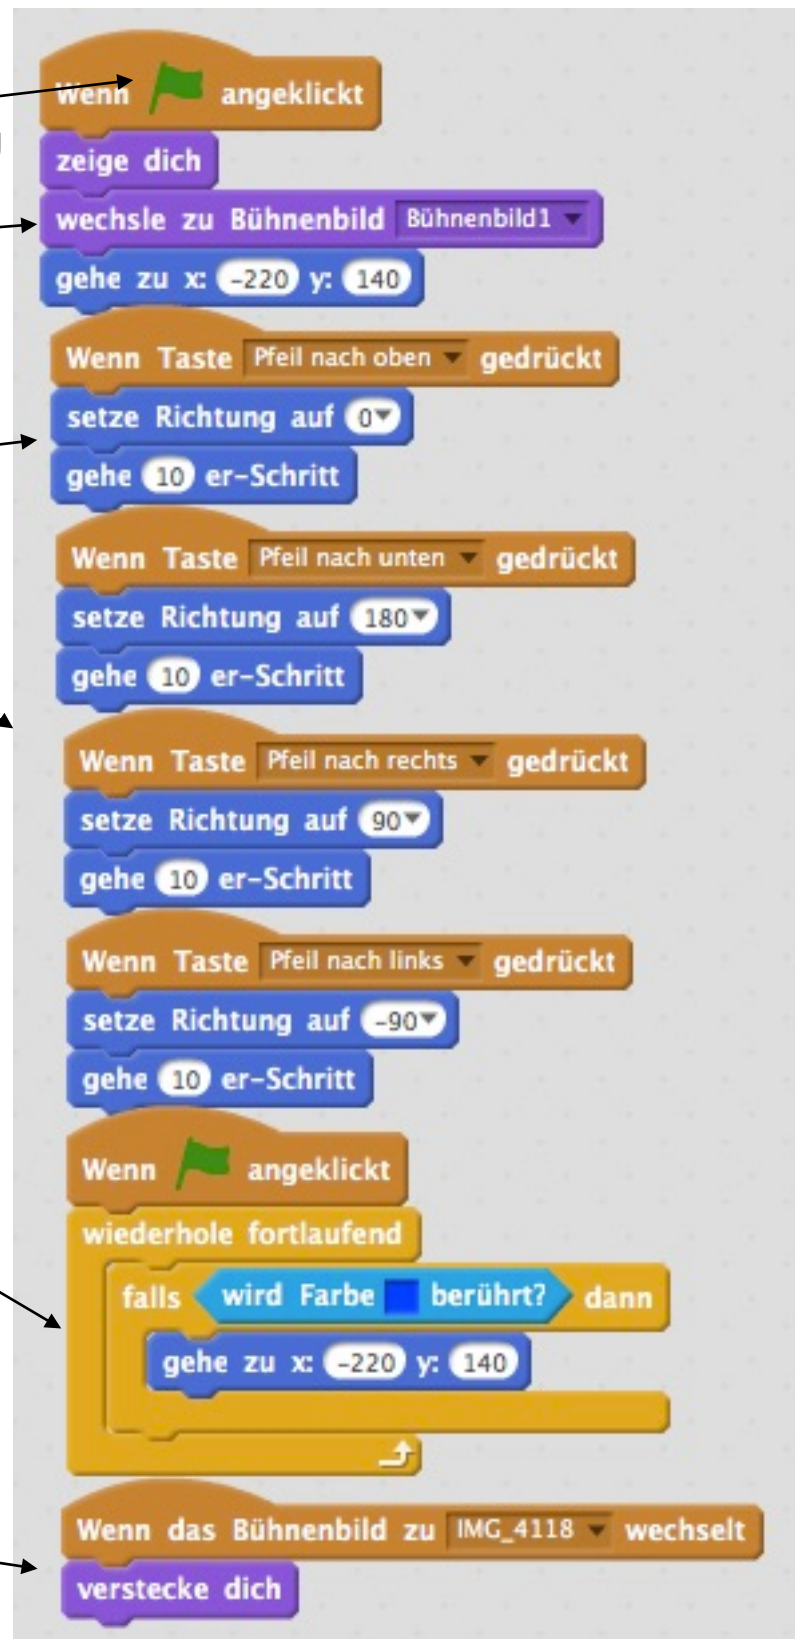 Wenn angeklickt
zeige dich
wechsle zu Bühnenbild Bühnenbild1
gehe zu x: -220 y: 140
Wenn Taste Pfeil nach oben gedrückt
setze Richtung auf 0
gehe 10 er-Schritt
Wenn Taste Pfeil nach unten gedrückt
setze Richtung auf 180
gehe 10 er-Schritt
Wenn Taste Pfeil nach rechts gedrückt
setze Richtung auf 90
gehe 10 er-Schritt
Wenn Taste Pfeil nach links gedrückt
setze Richtung auf -90
gehe 10 er-Schritt
Wenn angeklickt
wiederhole fortlaufend
falls wird Farbe berührt? dann
gehe zu x: -220 y: 140
Wenn das Bühnenbild zu IMG_4118 wechselt
verstecke dich